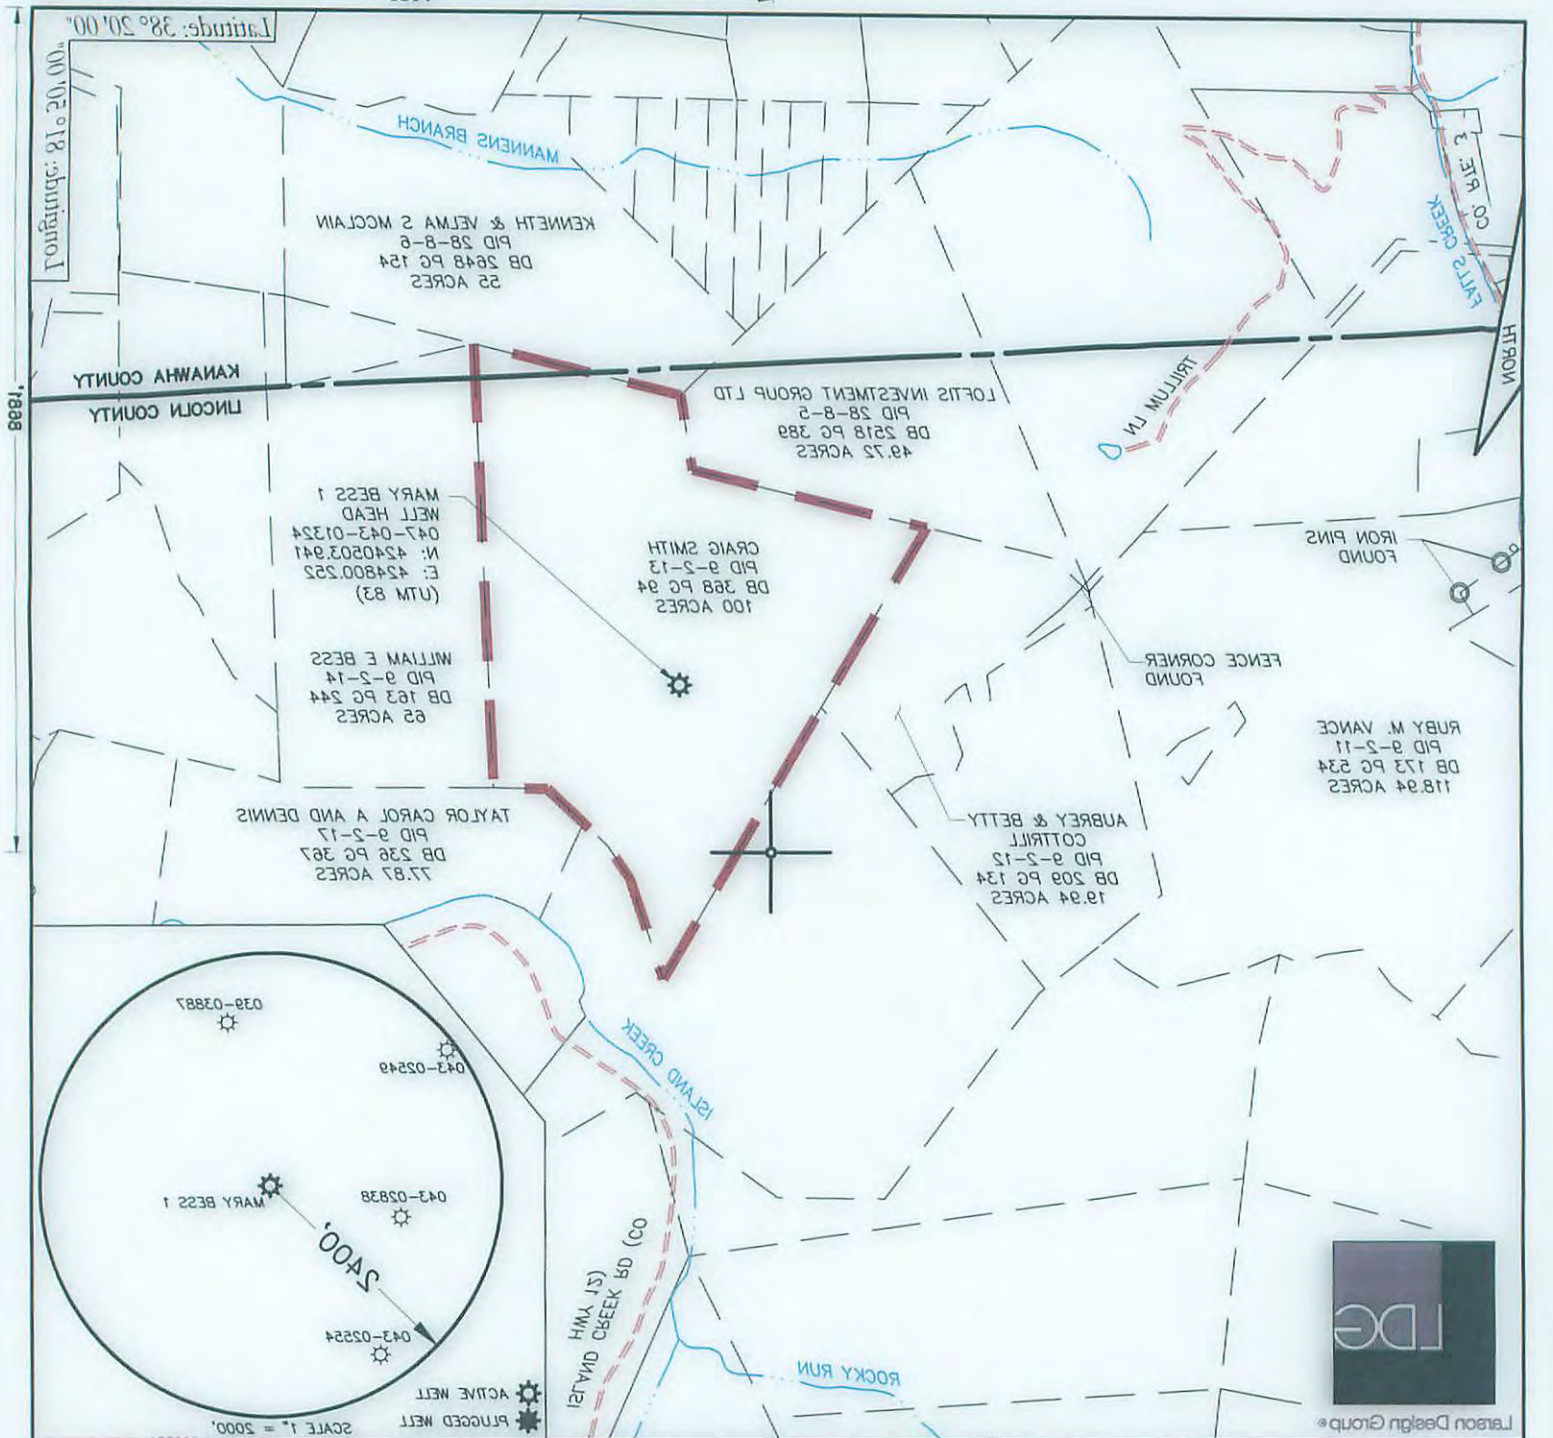 Latitude: 38° 20' 00"
Longitude: 81° 50' 00"
1888'
MANNENS BRANCH
KENNETH & VELMA S MCCLAIN
PID 28-8-6
DB 2648 PG 154
55 ACRES
CO. RTE. 3
FALLS CREEK
NORTH
TRILLUM LN
KANAWHA COUNTY
LINCOLN COUNTY
LOFTIS INVESTMENT GROUP LTD
PID 28-8-5
DB 2518 PG 389
49.72 ACRES
MARY BESS 1
WELL HEAD
047-043-01324
N: 4240503.941
E: 424800.252
(UTM 83)
CRAIG SMITH
PID 9-2-13
DB 368 PG 94
100 ACRES
IRON PINS
FOUND
FENCE CORNER
FOUND
WILLIAM E BESS
PID 9-2-14
DB 163 PG 244
65 ACRES
RUBY M. VANCE
PID 9-2-11
DB 173 PG 534
118.94 ACRES
TAYLOR CAROL A AND DENNIS
PID 9-2-17
DB 236 PG 367
77.87 ACRES
AUBREY & BETTY
COTTRILL
PID 9-2-12
DB 209 PG 134
19.94 ACRES
039-03887
043-02549
MARY BESS 1
043-02838
2400'
043-02554
ISLAND CREEK
ISLAND CREEK RD (CO
ISLAND HWY 12)
ROCKY RUN
ACTIVE WELL
PLUGGED WELL
SCALE 1" = 2000'
LDG
Larson Design Group®